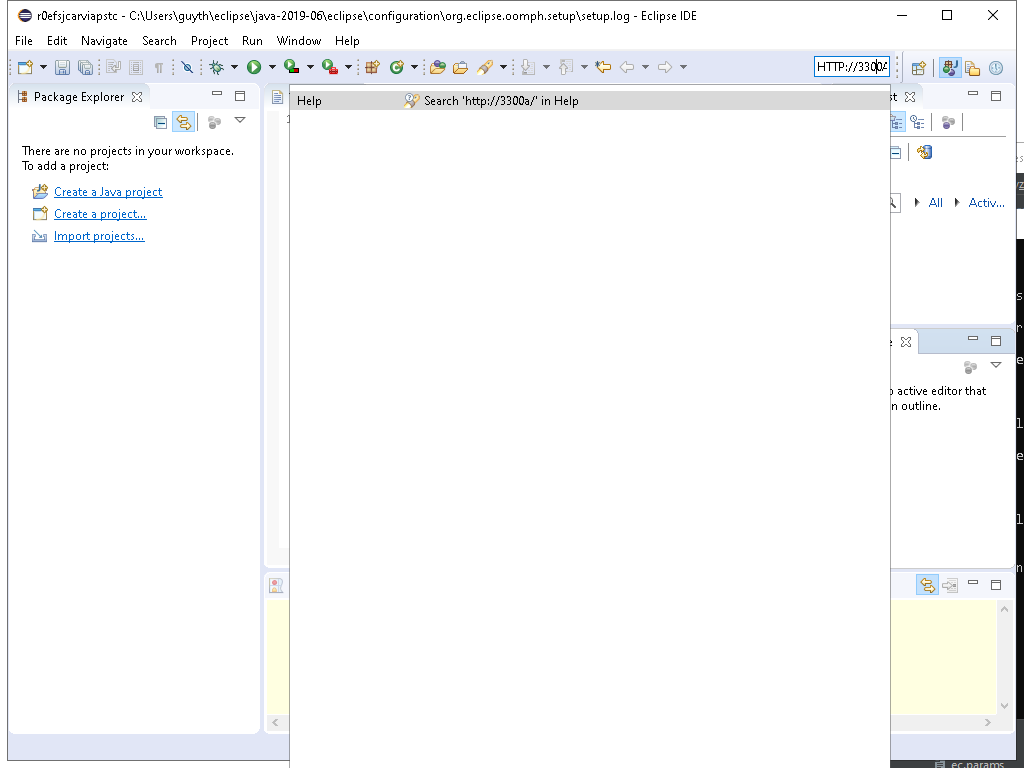 r0efsjcarviapstc - C:\Users\guyth\eclipse\java-2019-06\eclipse\configuration\org.eclipse.oomph.setup\setup.log - Eclipse IDE
File Edit Navigate Search Project Run Window Help
HTTP://3300A
Package Explorer
st
Help Search 'http://3300a/' in Help
1
There are no projects in your workspace.
To add a project:
Create a Java project
Create a project...
Import projects...
All Activ...
active editor that
n outline.
ec.params